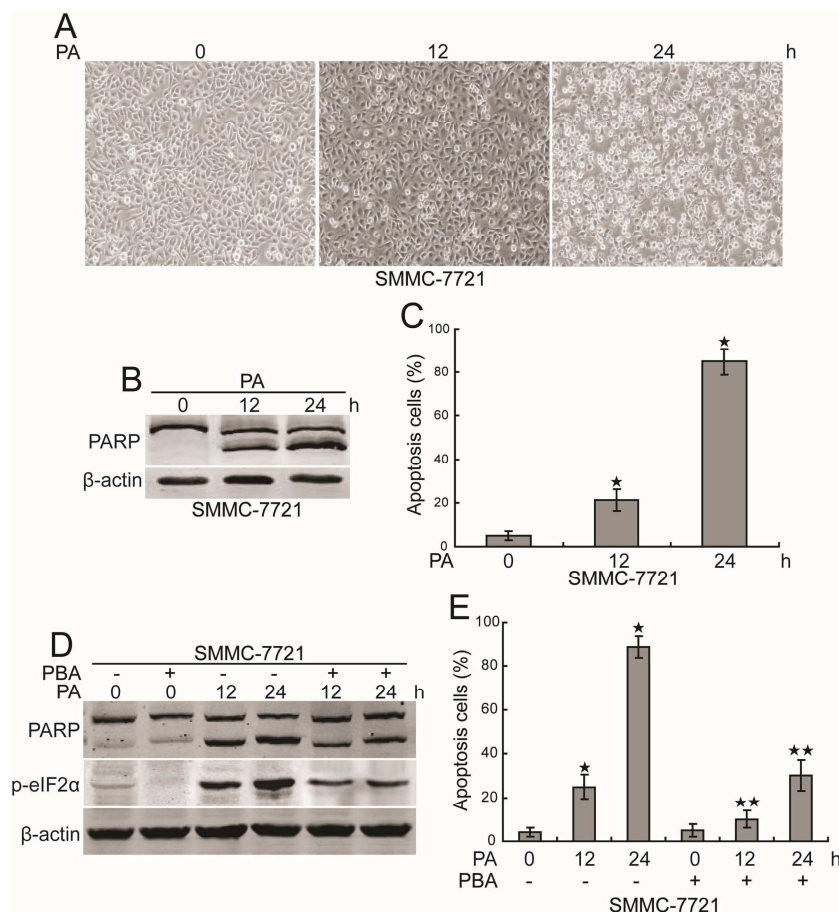 A
PA 0 12 24 h
SMMC-7721
B
PA
0 12 24 h
PARP
β-actin
SMMC-7721
C
Apoptosis cells (%)
100
80
60
40
20
0
★
★
PA 0 12 24 h
SMMC-7721
D
SMMC-7721
PBA - + - - + +
PA 0 0 12 24 12 24 h
PARP
p-eIF2α
β-actin
E
Apoptosis cells (%)
100
80
60
40
20
0
★
★
★★
★★
PA 0 12 24 0 12 24 h
PBA - - - + + +
SMMC-7721